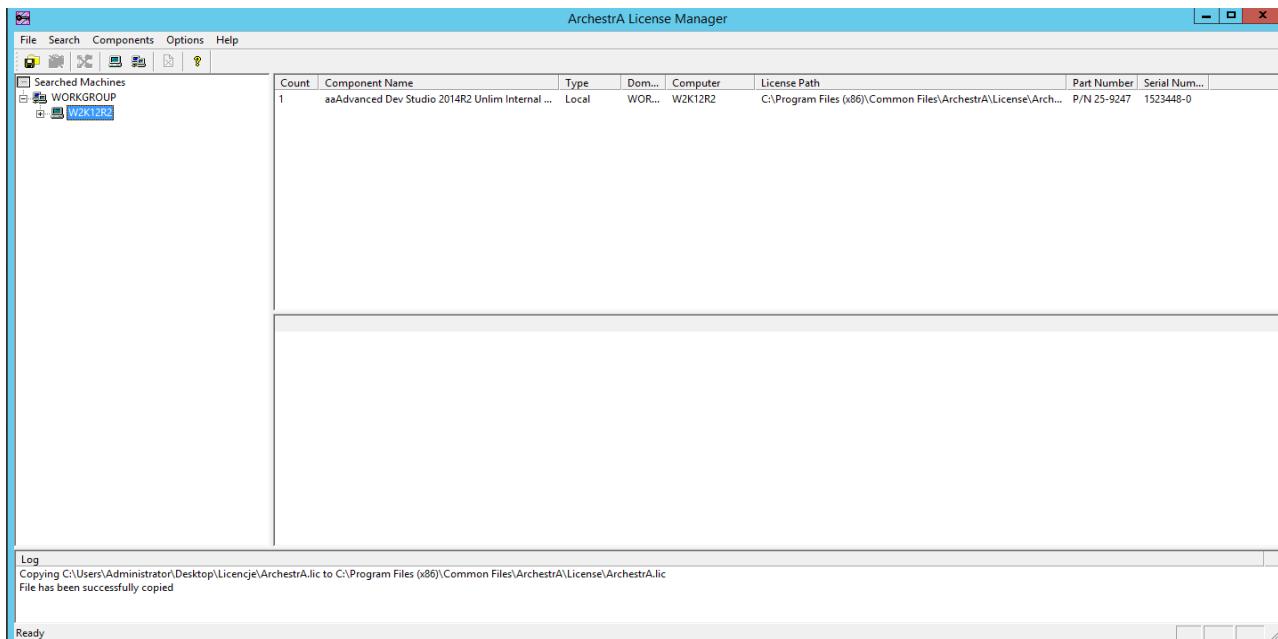 ArchestrA License Manager
File Search Components Options Help
Searched Machines
WORKGROUP
W2K12R2
Count Component Name Type Dom... Computer License Path Part Number Serial Num...
1 aaAdvanced Dev Studio 2014R2 Unlim Internal ... Local WOR... W2K12R2 C:\Program Files (x86)\Common Files\ArchestrA\License\Arch... P/N 25-9247 1523448-0
Log
Copying C:\Users\Administrator\Desktop\Licencje\ArchestrA.lic to C:\Program Files (x86)\Common Files\ArchestrA\License\ArchestrA.lic
File has been successfully copied
Ready